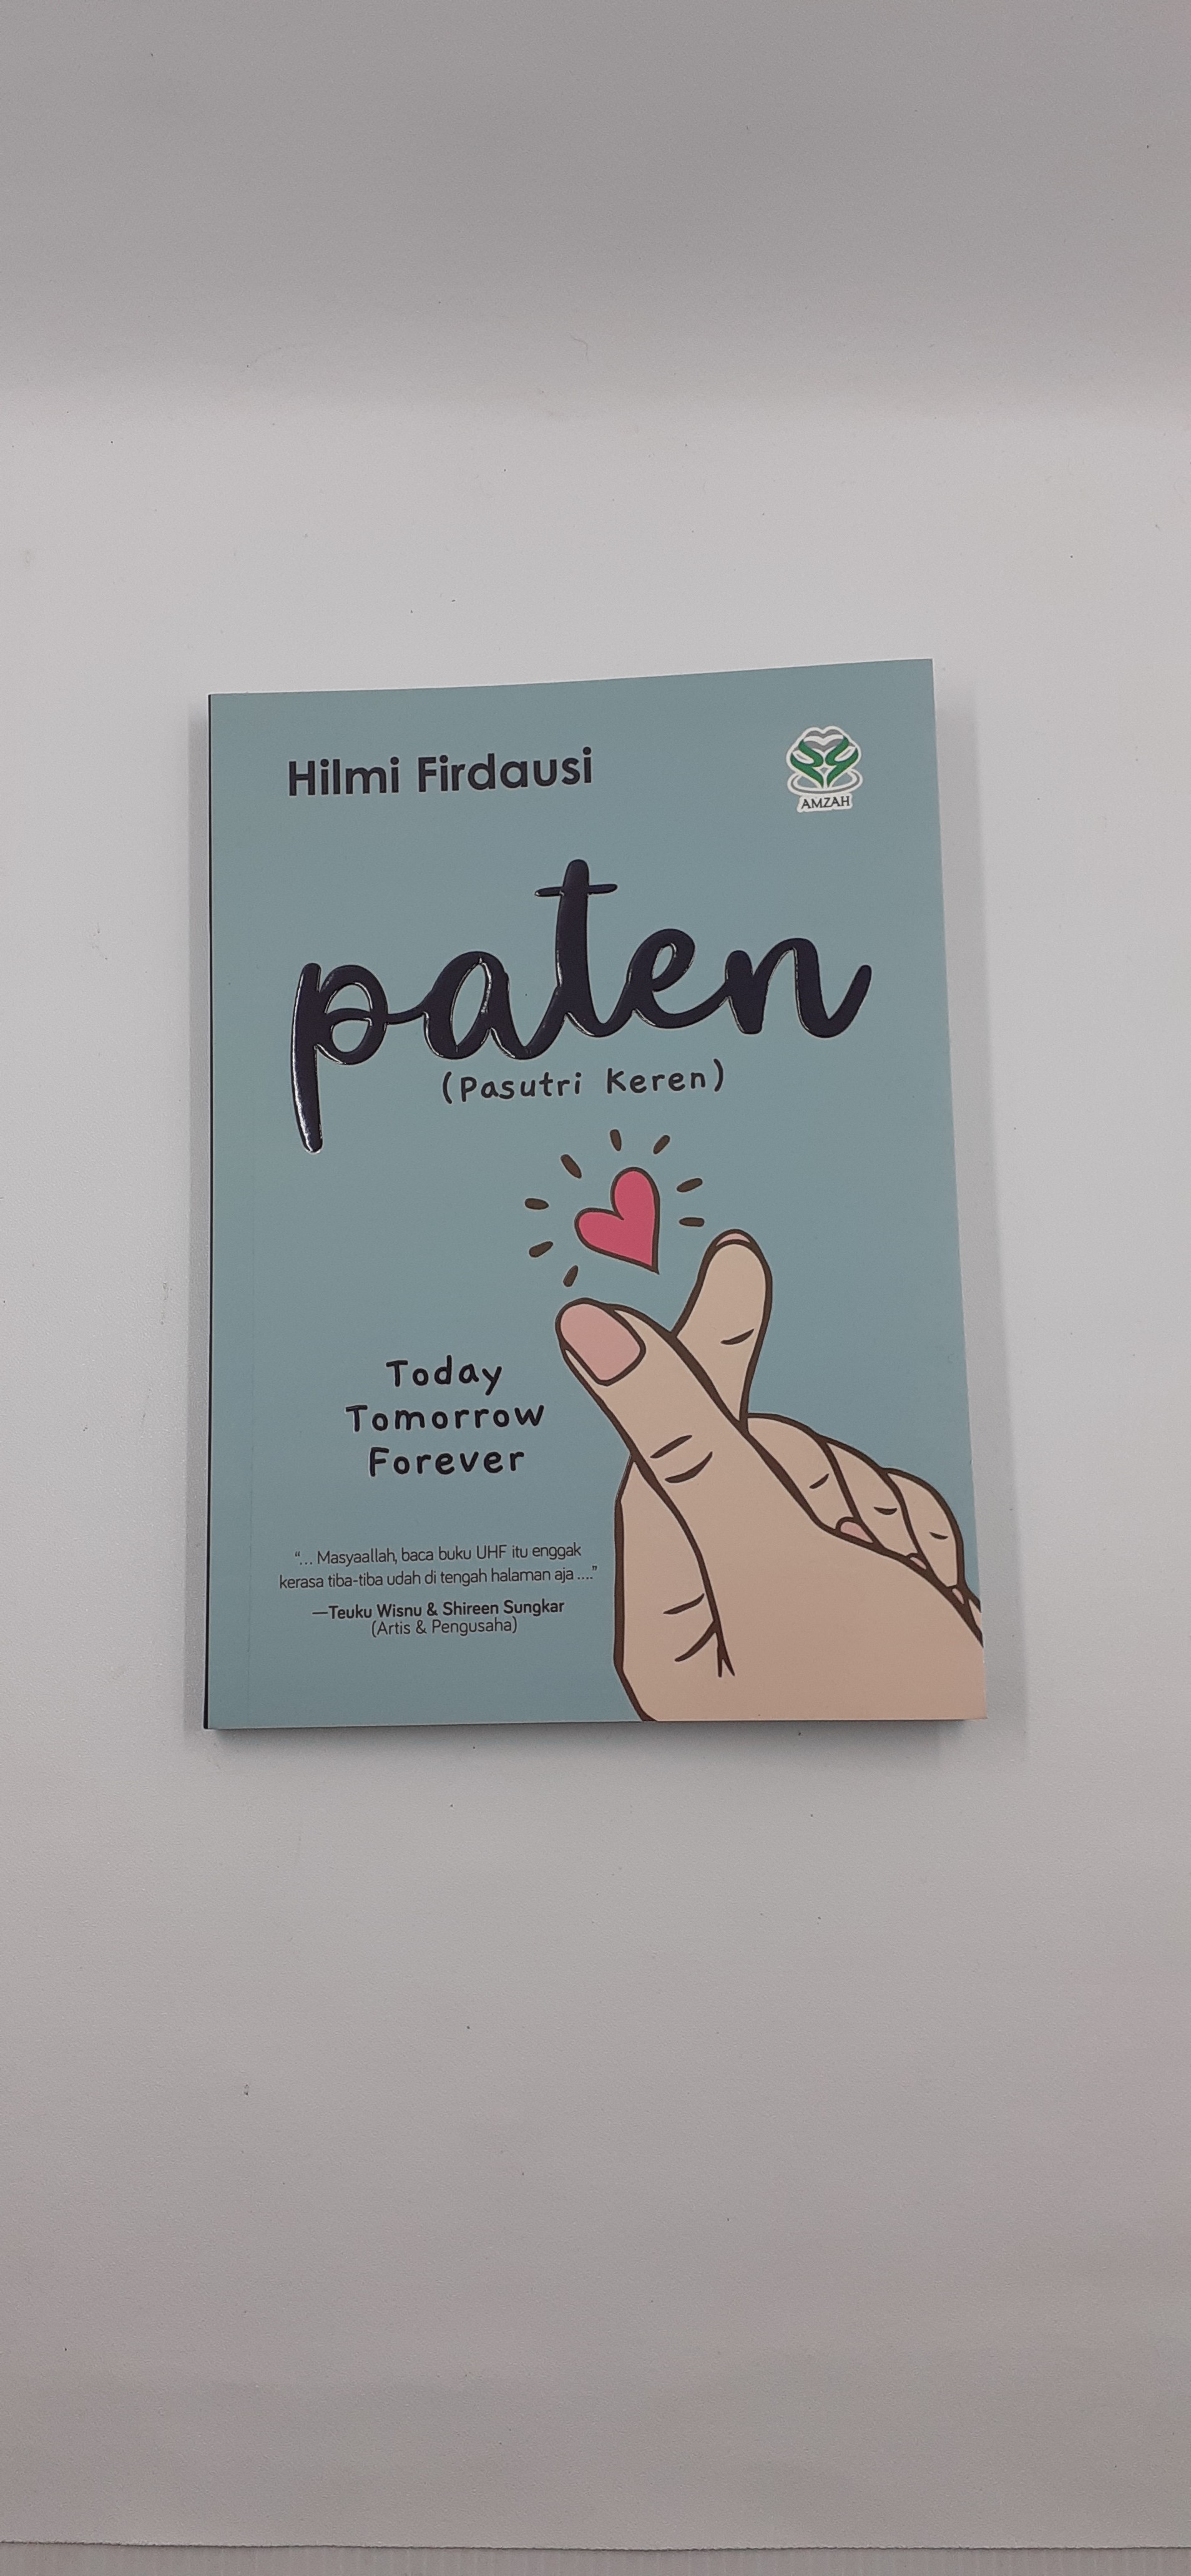 Hilmi Firdausi
AMZAH
paten
(Pasutri Keren)
Today
Tomorrow
Forever
“... Masyaallah, baca buku UHF itu enggak
kerasa tiba-tiba udah di tengah halaman aja ....”
—Teuku Wisnu & Shireen Sungkar
(Artis & Pengusaha)